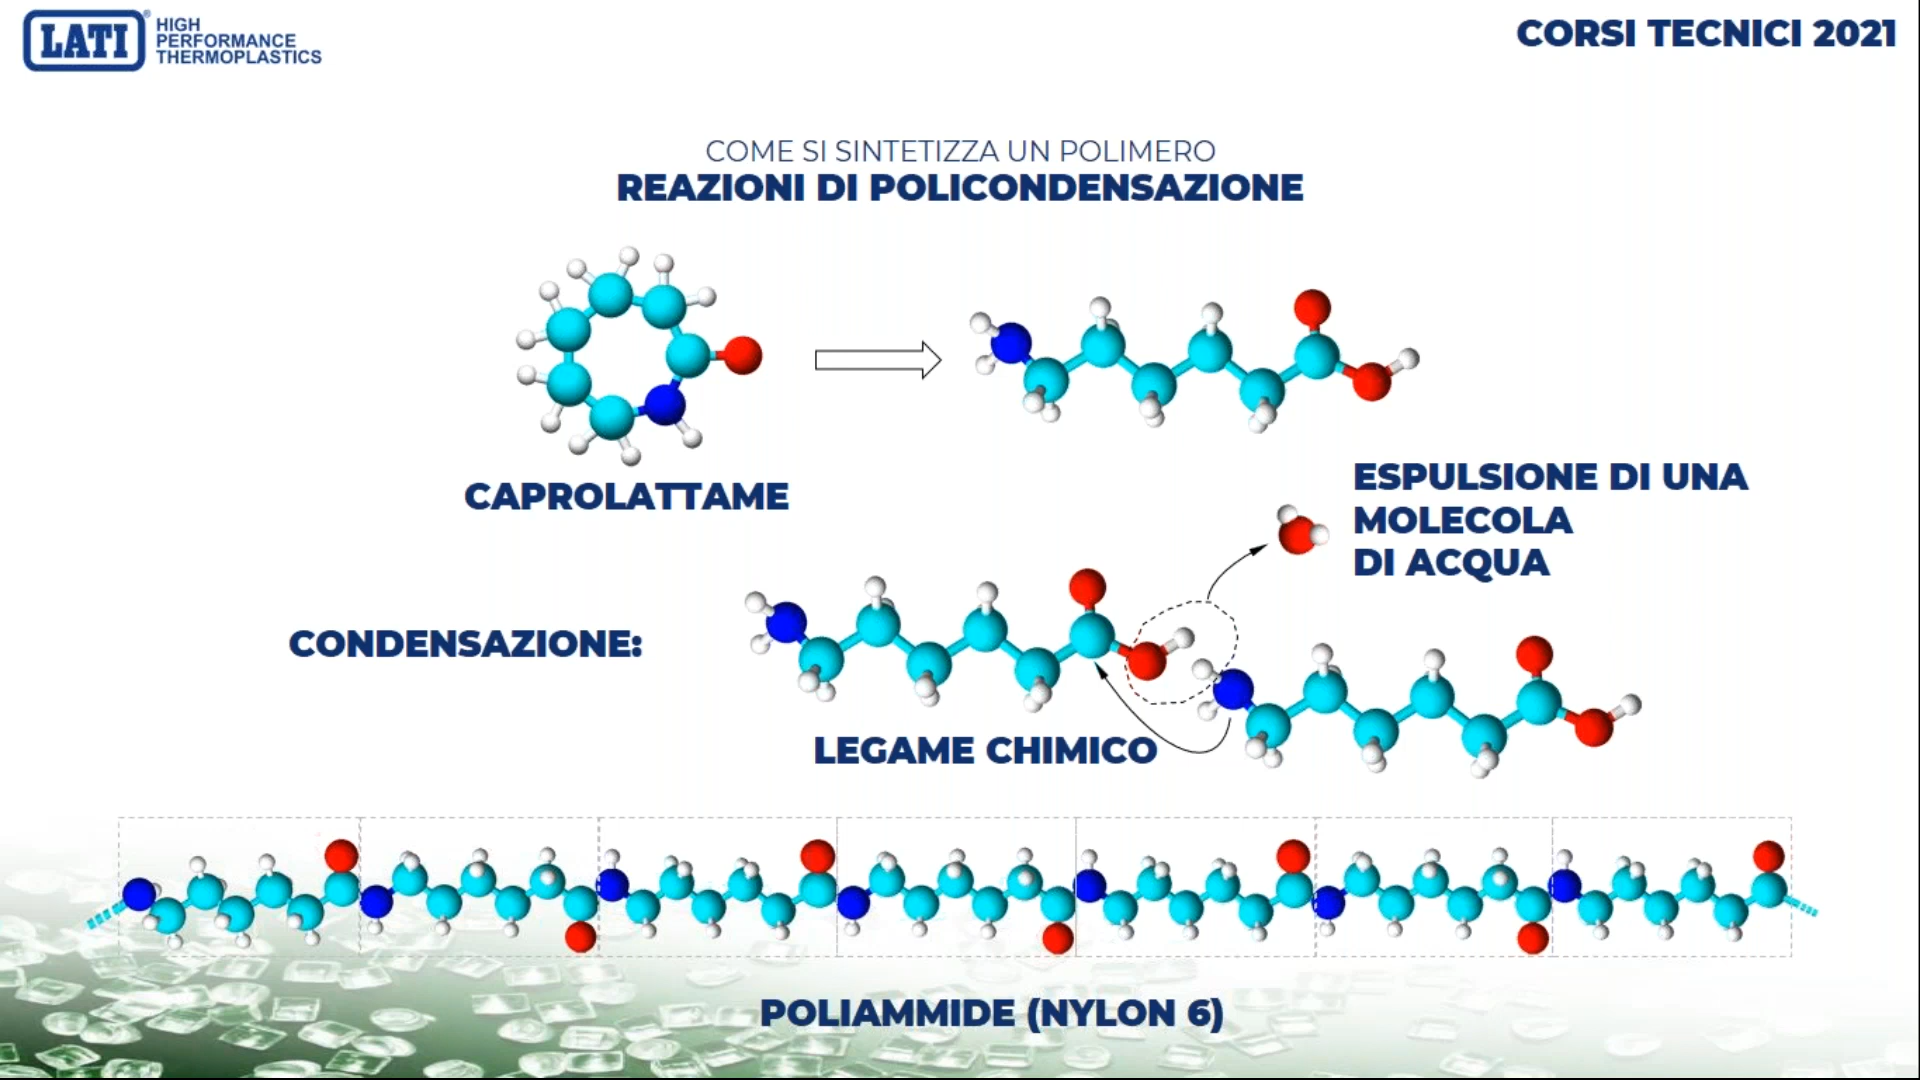 LATI®
HIGH
PERFORMANCE
THERMOPLASTICS
CORSI TECNICI 2021
COME SI SINTETIZZA UN POLIMERO
REAZIONI DI POLICONDENSAZIONE
CAPROLATTAME
ESPULSIONE DI UNA
MOLECOLA
DI ACQUA
CONDENSAZIONE:
LEGAME CHIMICO
POLIAMMIDE (NYLON 6)